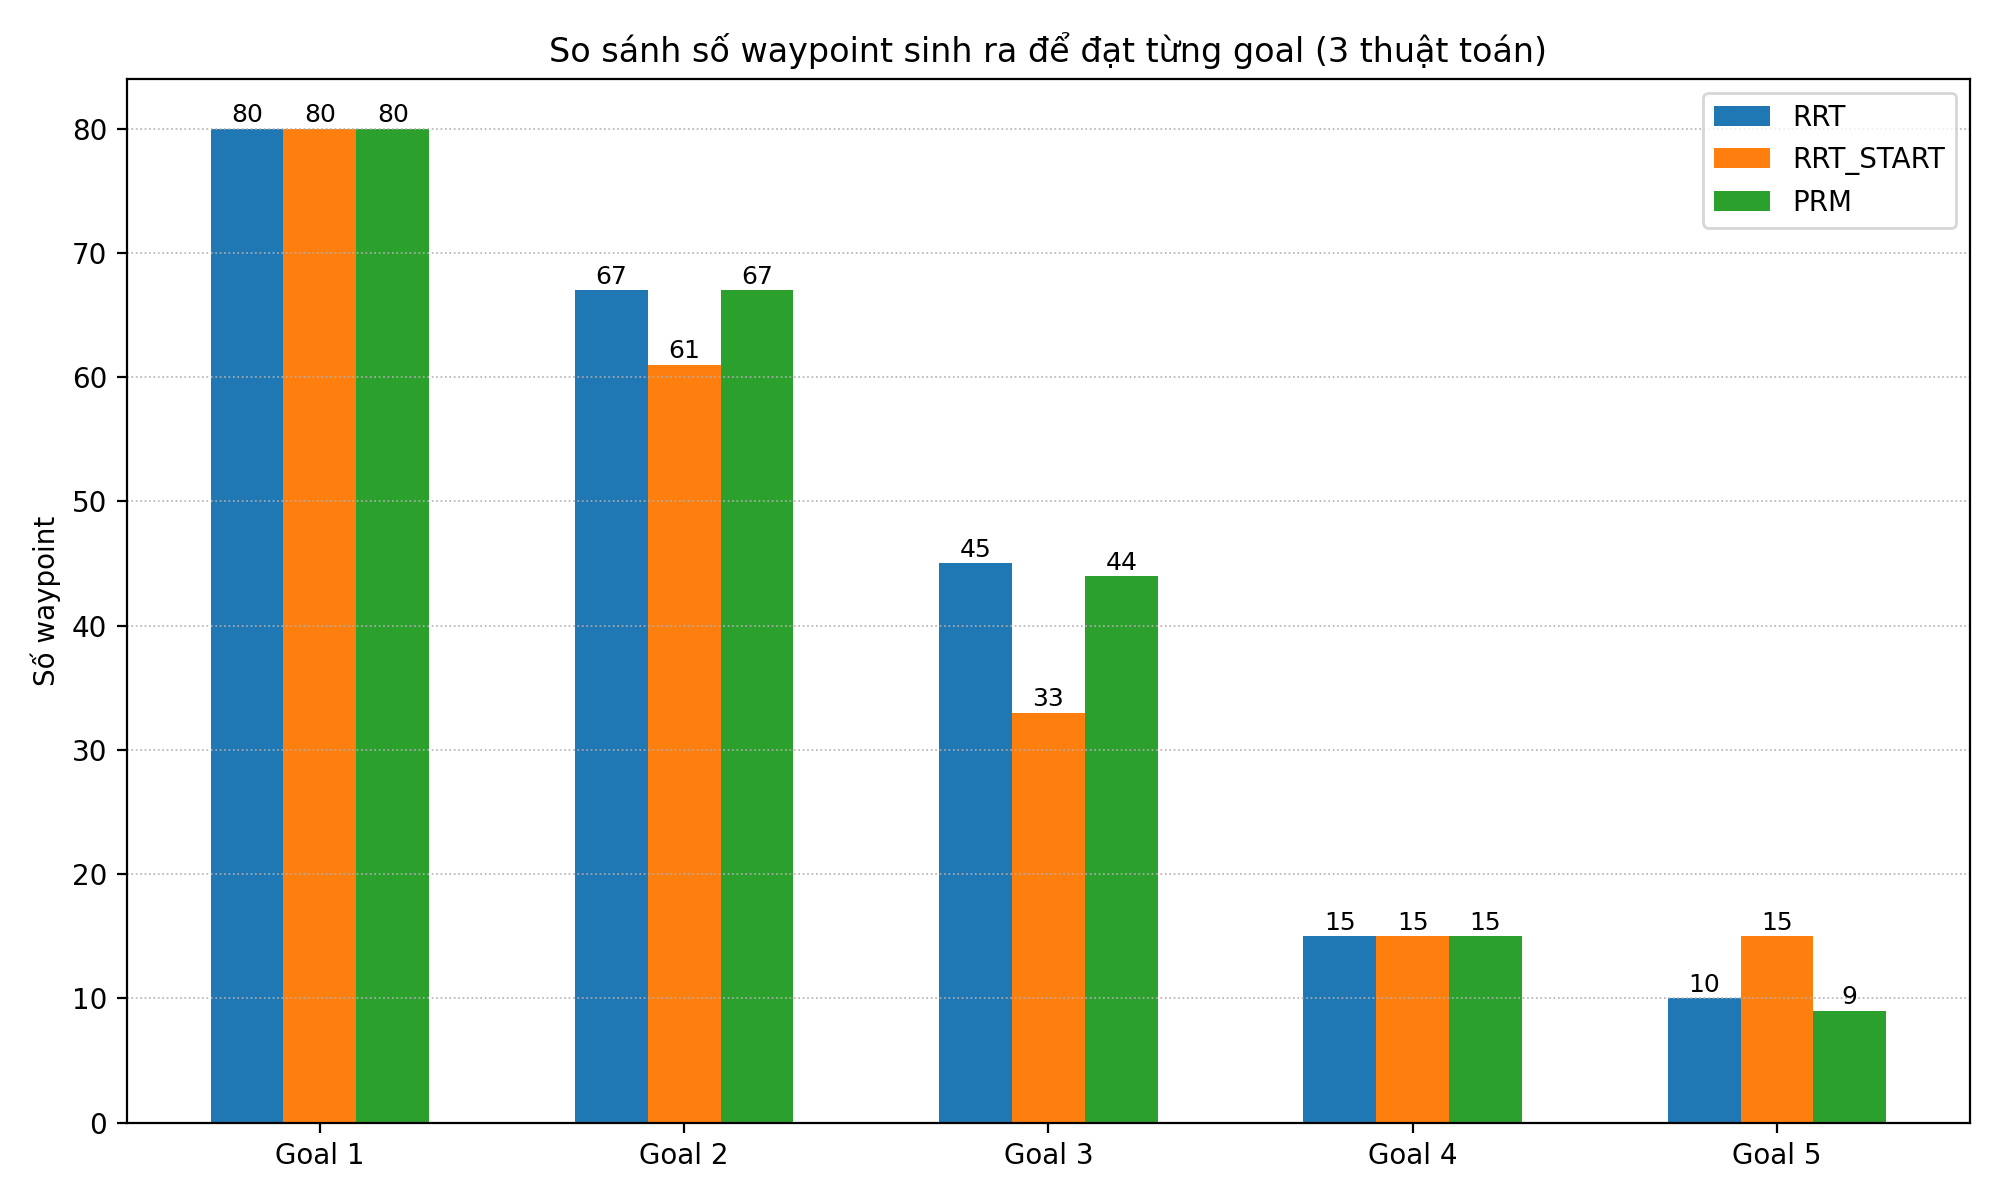 So sánh số waypoint sinh ra để đạt từng goal (3 thuật toán)
RRT
RRT_START
PRM
Số waypoint
80
70
60
50
40
30
20
10
0
80 80 80
67 61 67
45 33 44
15 15 15
10 15 9
Goal 1 Goal 2 Goal 3 Goal 4 Goal 5